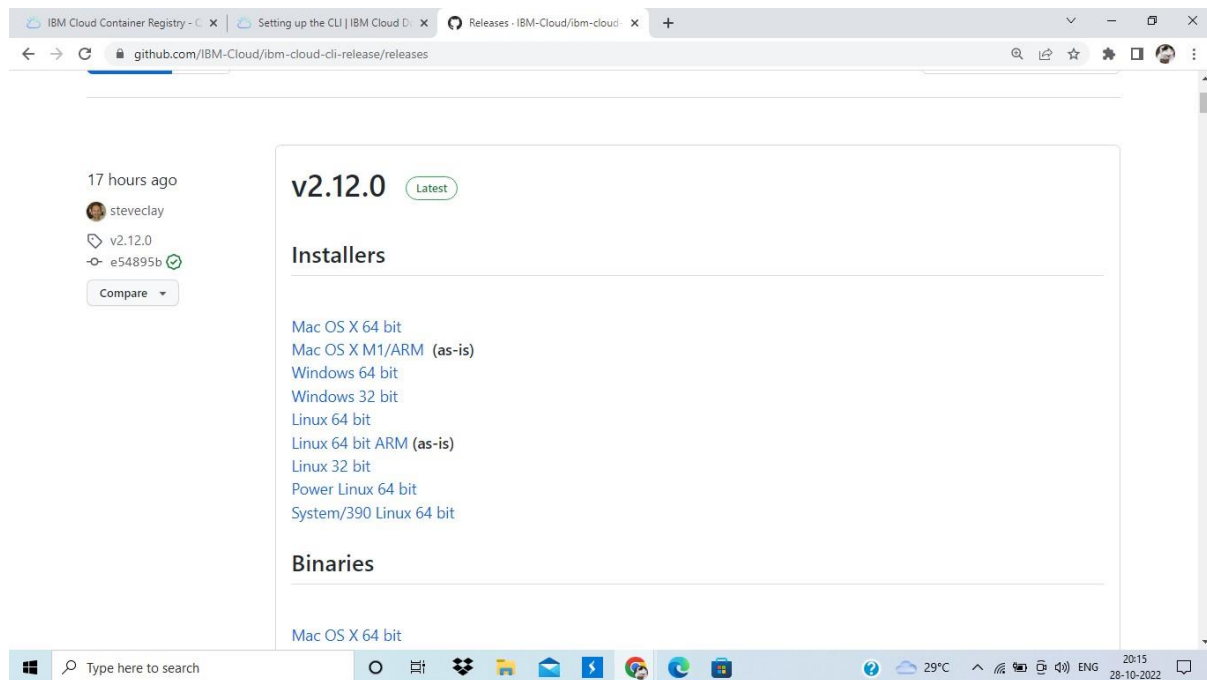 IBM Cloud Container Registry - C
Setting up the CLI | IBM Cloud Do
Releases · IBM-Cloud/ibm-cloud-
github.com/IBM-Cloud/ibm-cloud-cli-release/releases
17 hours ago
steveclay
v2.12.0
e54895b
Compare
v2.12.0 Latest
Installers
Mac OS X 64 bit
Mac OS X M1/ARM (as-is)
Windows 64 bit
Windows 32 bit
Linux 64 bit
Linux 64 bit ARM (as-is)
Linux 32 bit
Power Linux 64 bit
System/390 Linux 64 bit
Binaries
Mac OS X 64 bit
Type here to search
29°C
ENG
20:15
28-10-2022